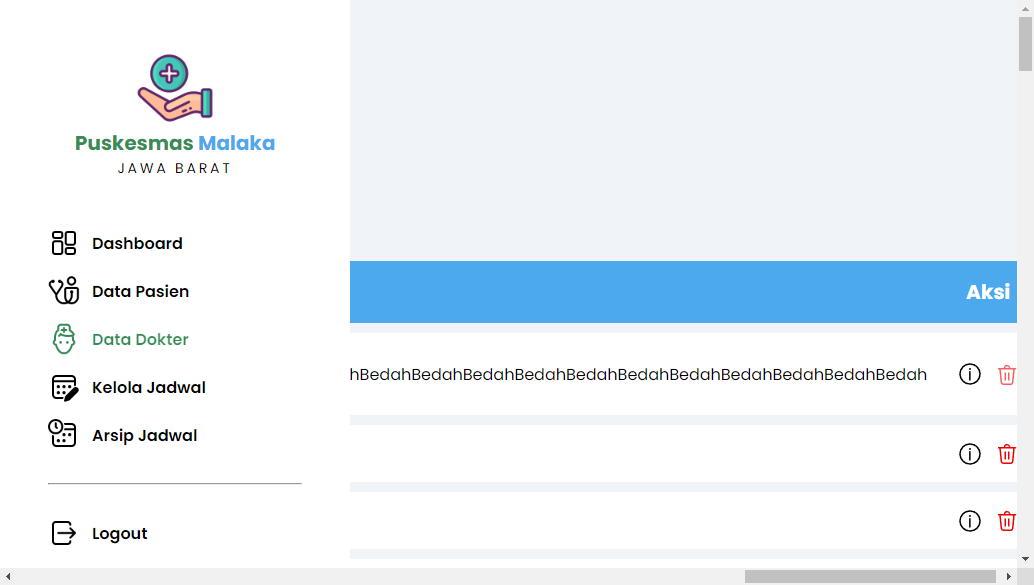 Puskesmas Malaka
JAWA BARAT
Dashboard
Data Pasien
Data Dokter
Kelola Jadwal
Arsip Jadwal
Logout
Aksi
hBedahBedahBedahBedahBedahBedahBedahBedahBedahBedahBedah